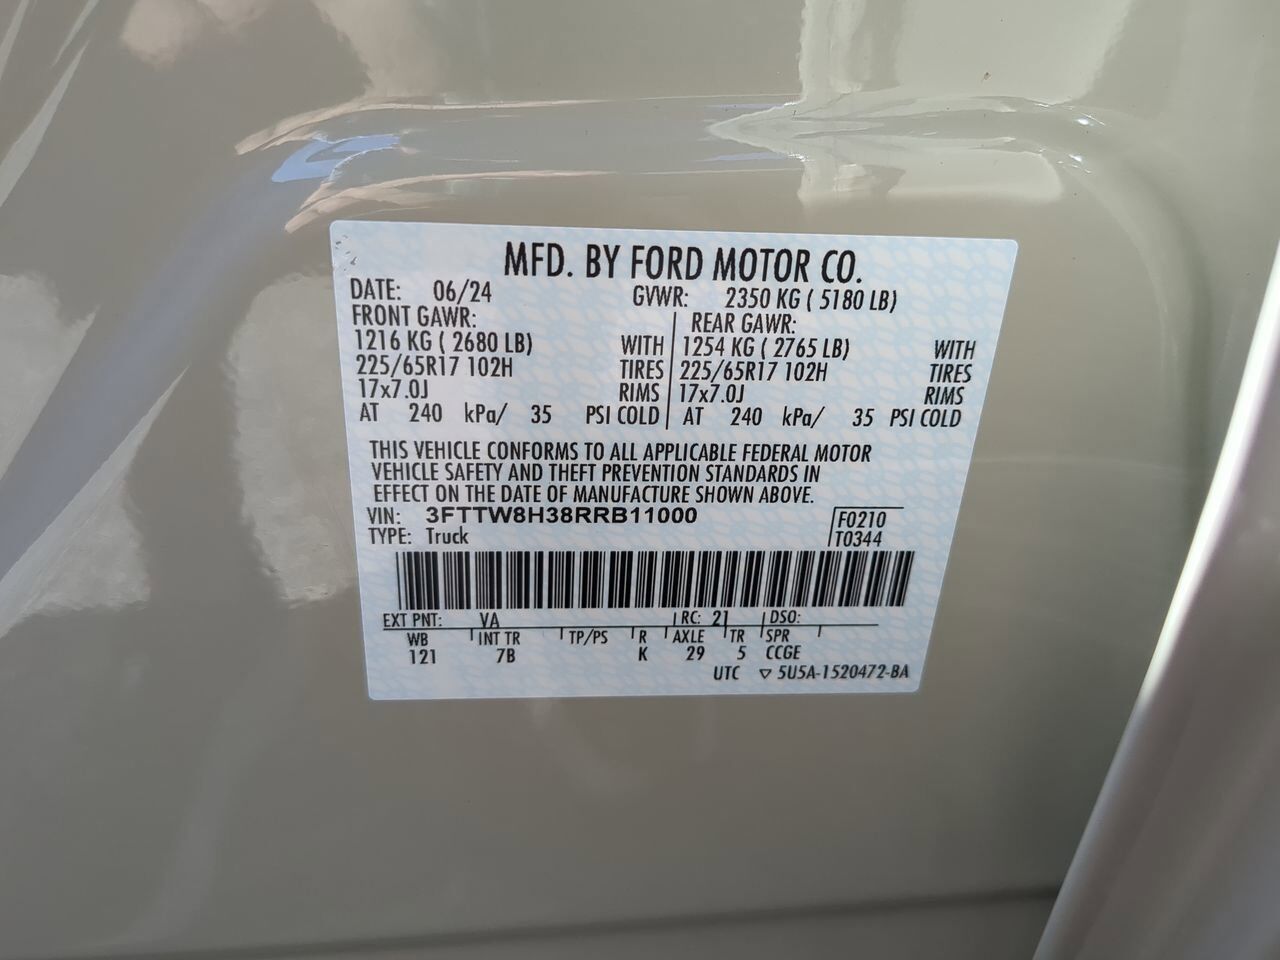 MFD. BY FORD MOTOR CO.
DATE: 06/24 GVWR: 2350 KG ( 5180 LB)
FRONT GAWR: REAR GAWR:
1216 KG ( 2680 LB) WITH 1254 KG ( 2765 LB) WITH
225/65R17 102H TIRES 225/65R17 102H TIRES
17x7.0J RIMS 17x7.0J RIMS
AT 240 kPa/ 35 PSI COLD AT 240 kPa/ 35 PSI COLD
THIS VEHICLE CONFORMS TO ALL APPLICABLE FEDERAL MOTOR
VEHICLE SAFETY AND THEFT PREVENTION STANDARDS IN
EFFECT ON THE DATE OF MANUFACTURE SHOWN ABOVE.
VIN: 3FTTW8H38RRB11000 F0210
TYPE: Truck T0344
EXT PNT: VA RC: 21 DSO:
WB INT TR TP/PS R AXLE TR SPR
121 7B K 29 5 CCGE
UTC ▽ 5U5A-1520472-BA